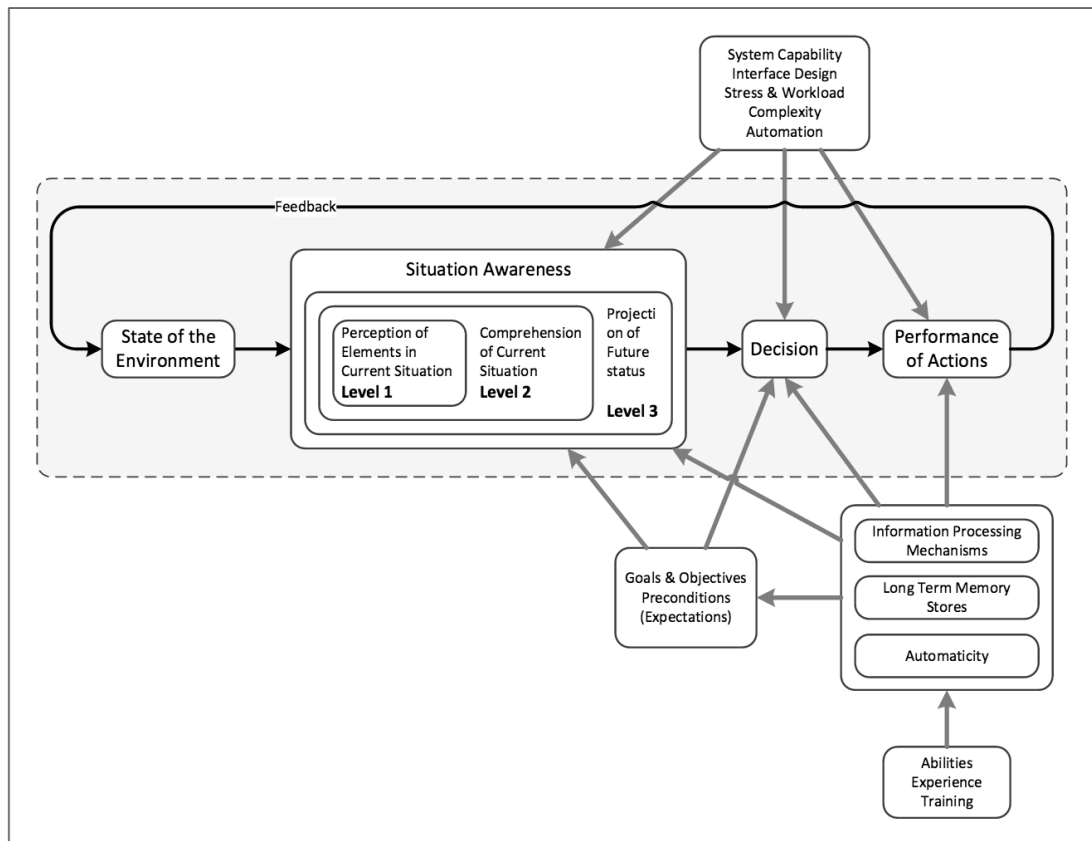 System Capability
Interface Design
Stress & Workload
Complexity
Automation
Feedback
Situation Awareness
State of the
Environment
Perception of
Elements in
Current Situation
Level 1
Comprehension
of Current
Situation
Level 2
Projecti
on of
Future
status
Level 3
Decision
Performance
of Actions
Goals & Objectives
Preconditions
(Expectations)
Information Processing
Mechanisms
Long Term Memory
Stores
Automaticity
Abilities
Experience
Training